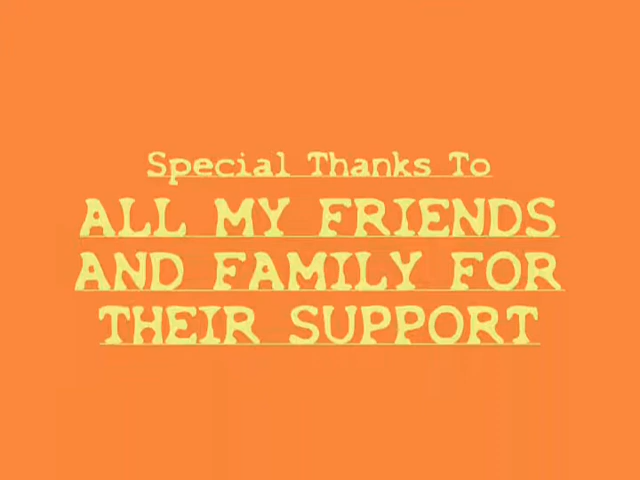 Special Thanks To
ALL MY FRIENDS
AND FAMILY FOR
THEIR SUPPORT